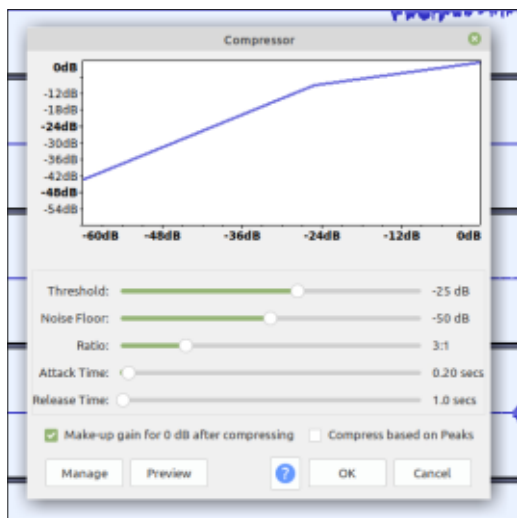 Compressor
0dB
-12dB
-18dB
-24dB
-30dB
-36dB
-42dB
-48dB
-54dB
-60dB -48dB -36dB -24dB -12dB 0dB
Threshold: -25 dB
Noise Floor: -50 dB
Ratio: 3:1
Attack Time: 0.20 secs
Release Time: 1.0 secs
Make-up gain for 0 dB after compressing Compress based on Peaks
Manage Preview ? OK Cancel